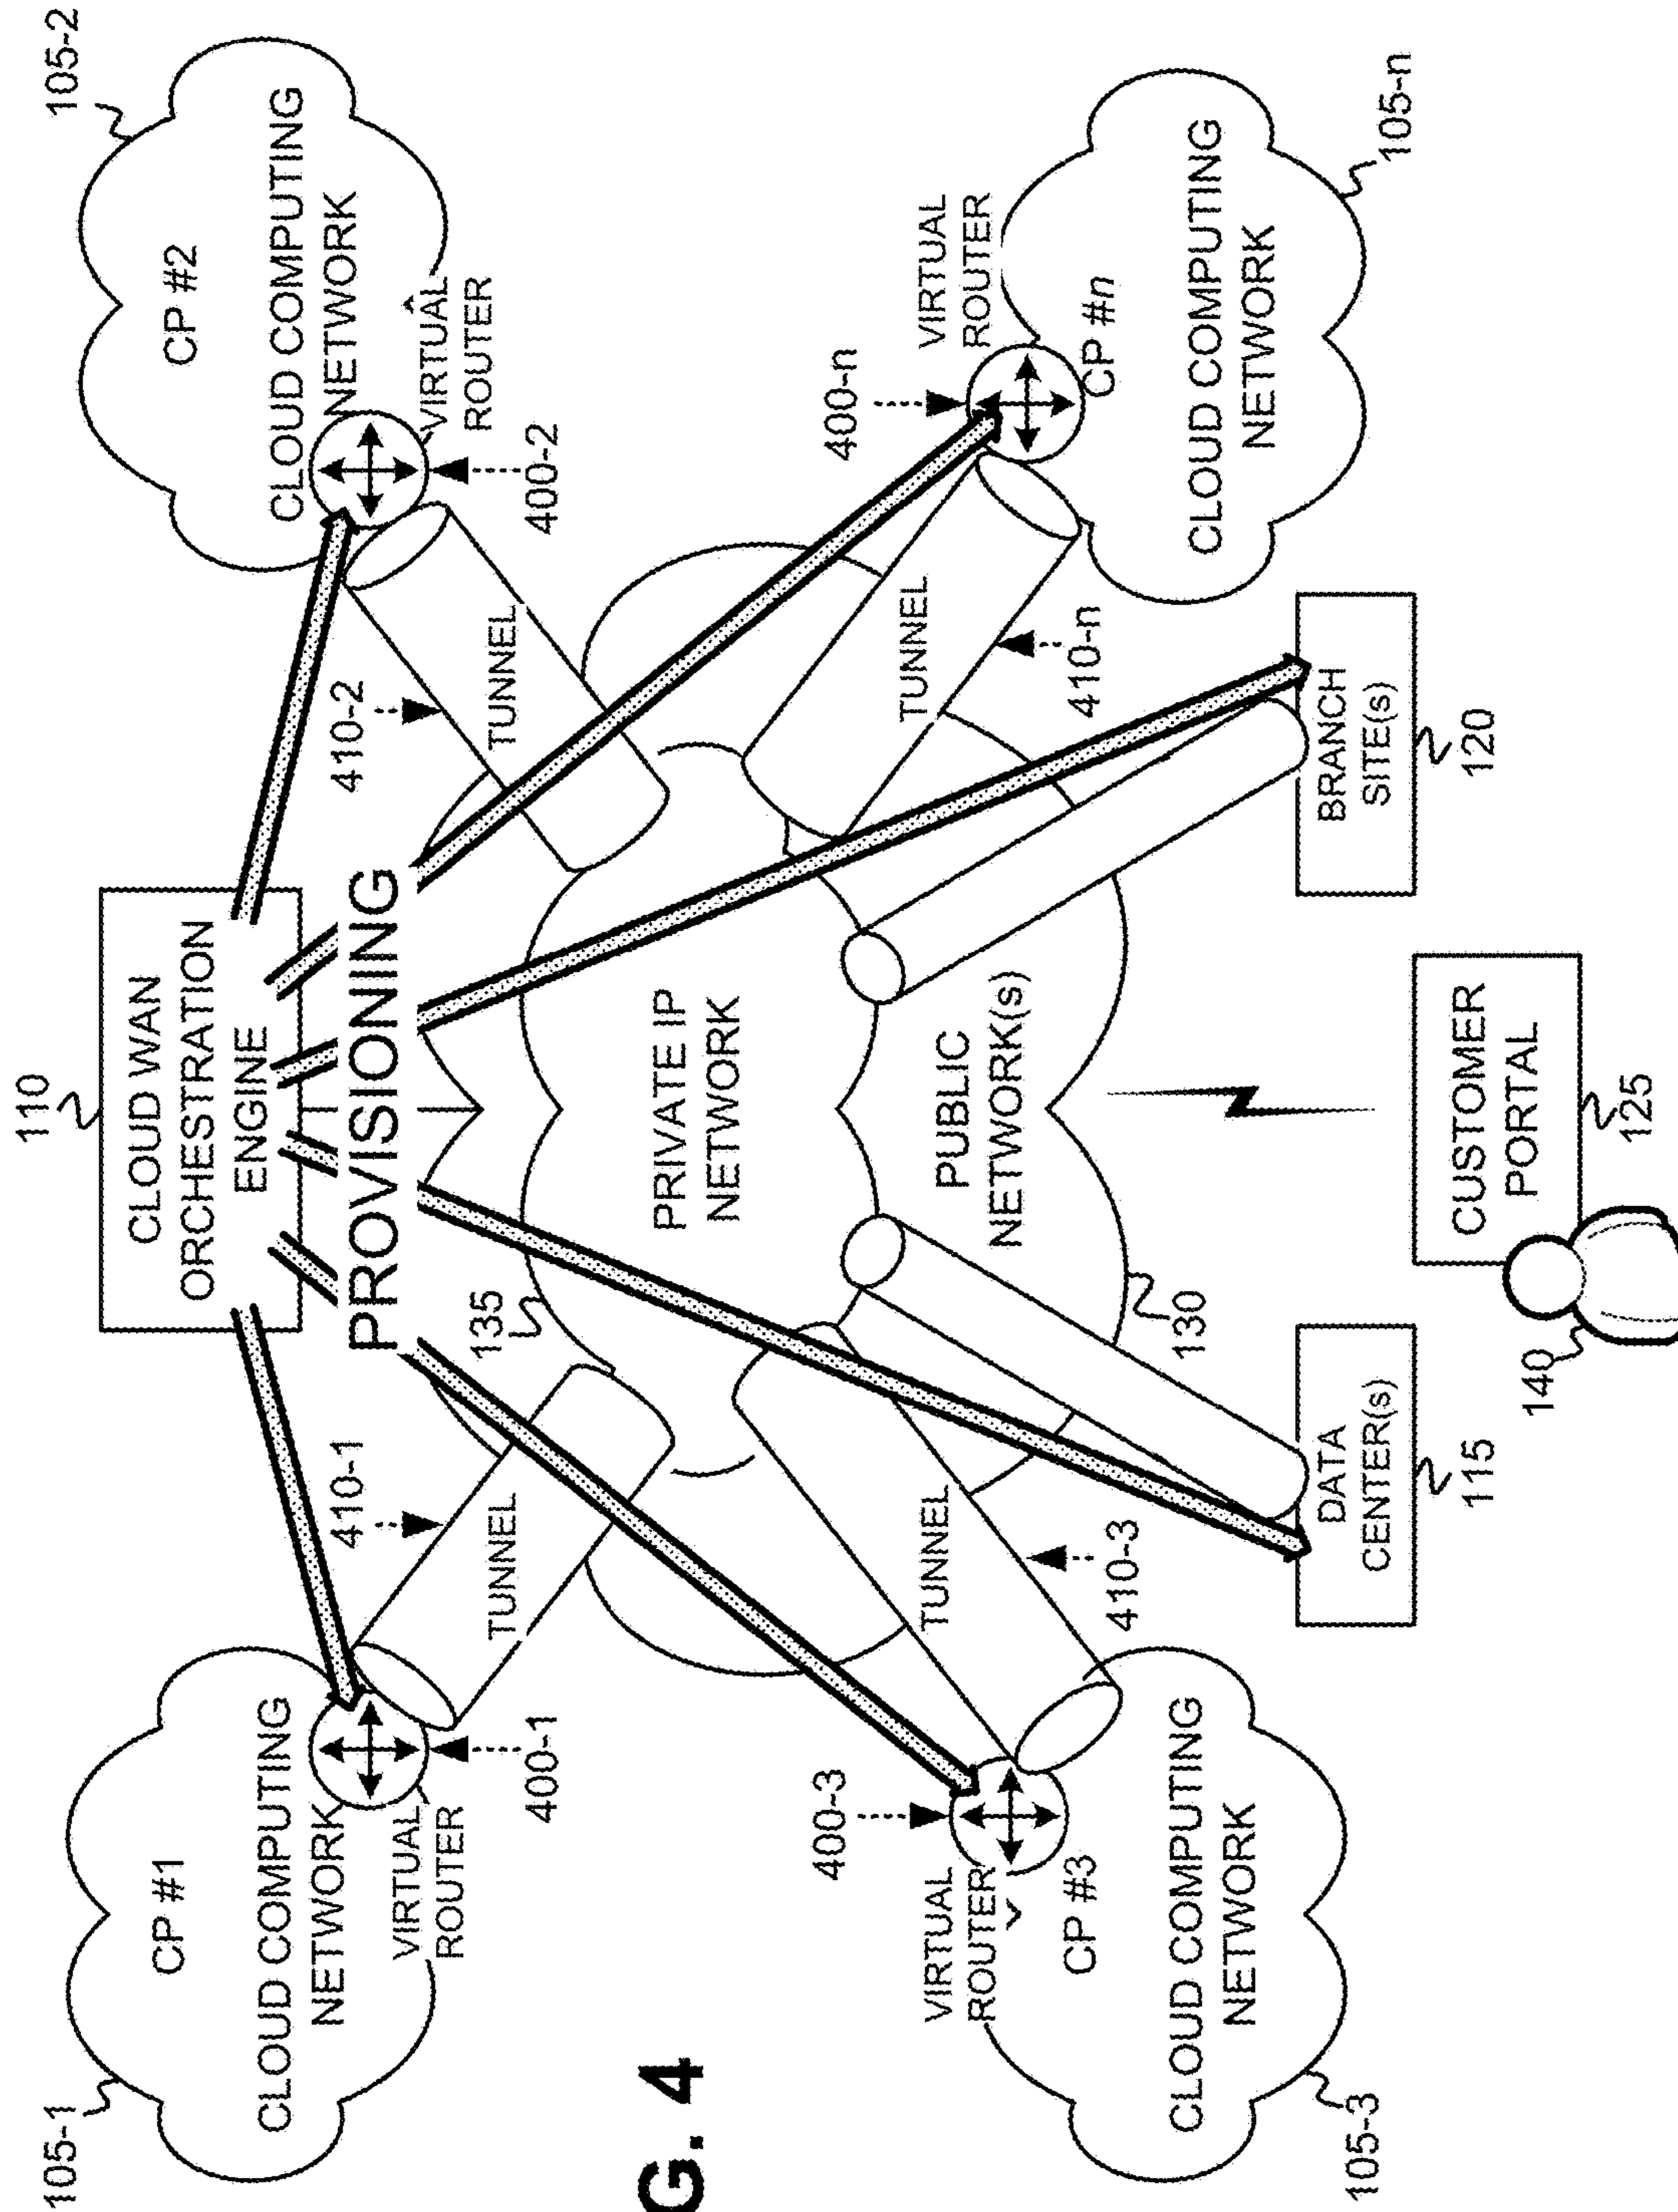 105-1
110
105-2
CP #1
CLOUD COMPUTING
NETWORK
VIRTUAL
ROUTER
400-1
CLOUD WAN
ORCHESTRATION
ENGINE
PROVISIONING
CP #2
CLOUD COMPUTING
NETWORK
VIRTUAL
ROUTER
400-2
410-1
TUNNEL
135
410-2
TUNNEL
G. 4
PRIVATE IP
NETWORK
400-3
VIRTUAL
ROUTER
CP #3
CLOUD COMPUTING
NETWORK
105-3
TUNNEL
410-3
PUBLIC
NETWORK(s)
130
TUNNEL
410-n
400-n
VIRTUAL
ROUTER
CP #n
CLOUD COMPUTING
NETWORK
105-n
DATA
CENTER(s)
115
BRANCH
SITE(s)
120
CUSTOMER
PORTAL
140
125